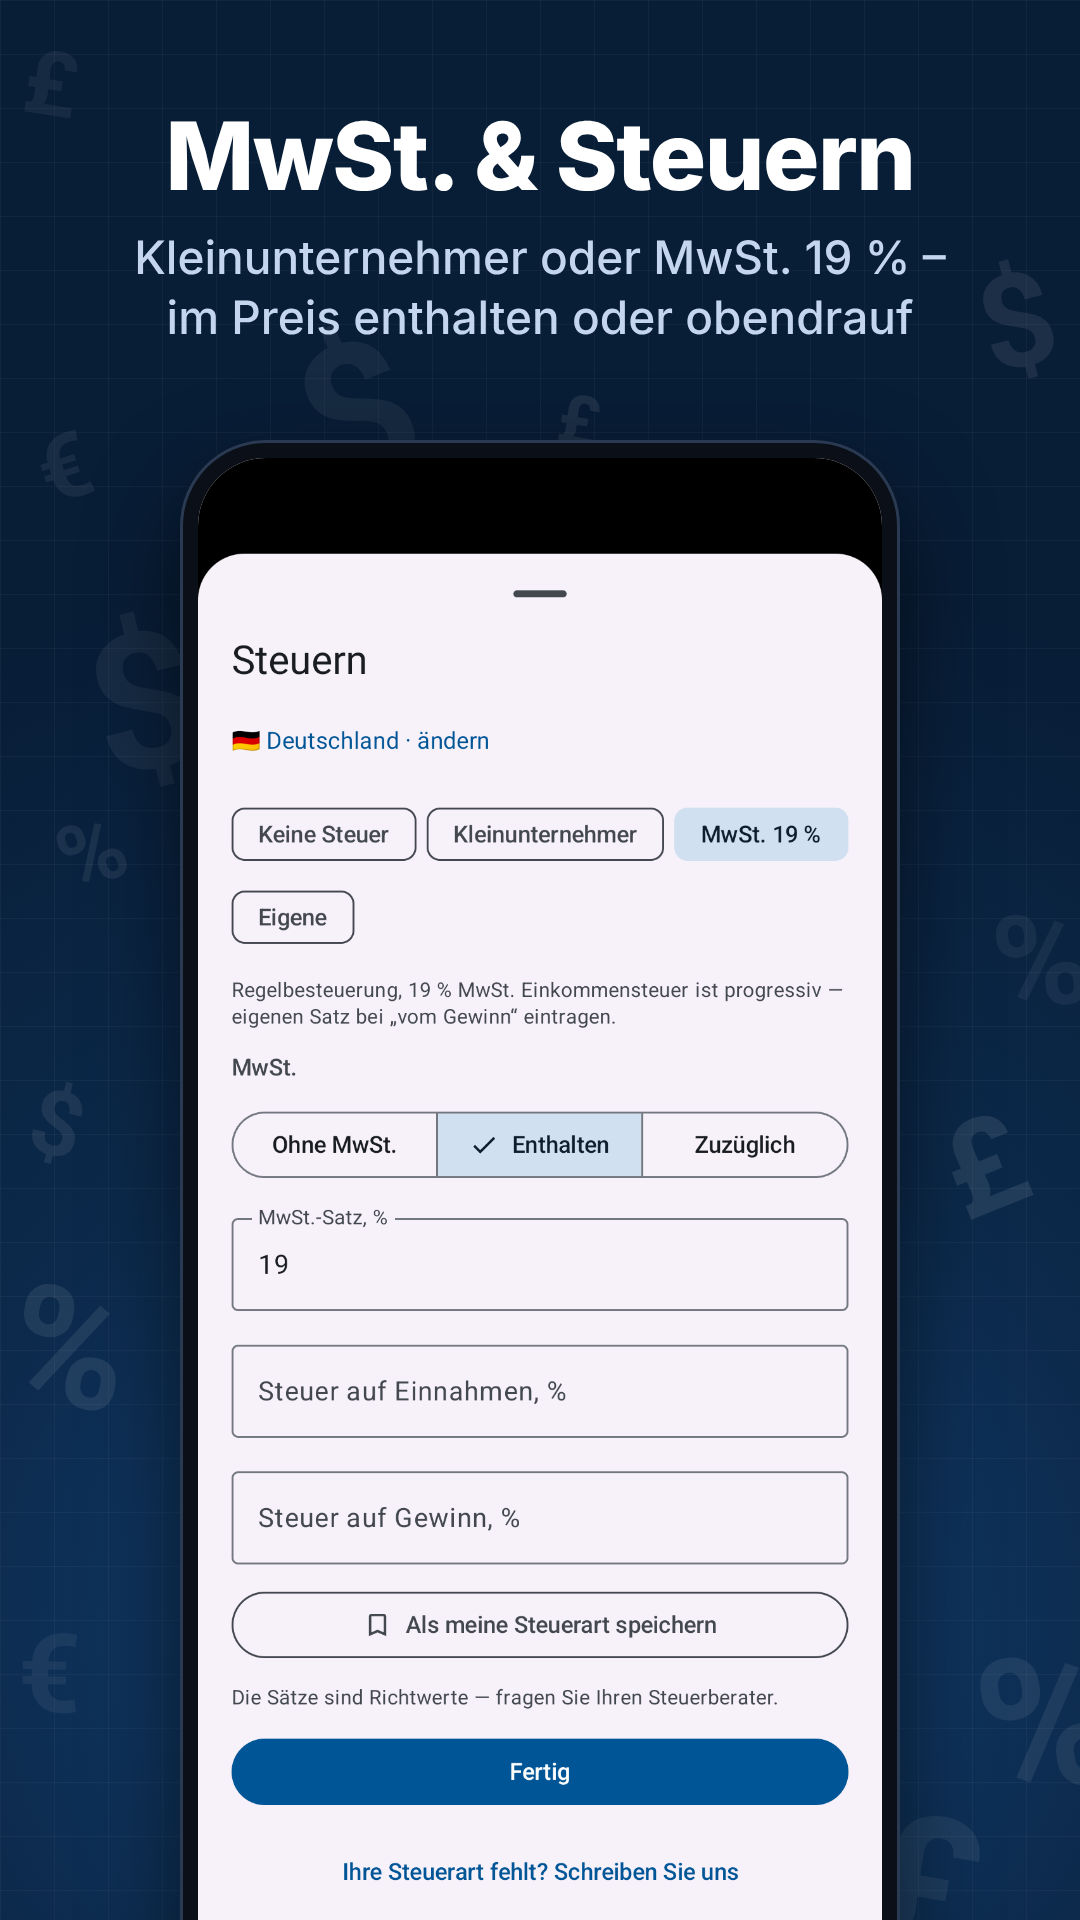 MwSt. & Steuern
Kleinunternehmer oder MwSt. 19 % –
im Preis enthalten oder obendrauf
Steuern
🇩🇪 Deutschland · ändern
Keine Steuer
Kleinunternehmer
MwSt. 19 %
Eigene
Regelbesteuerung, 19 % MwSt. Einkommensteuer ist progressiv —
eigenen Satz bei „vom Gewinn“ eintragen.
MwSt.
Ohne MwSt.
Enthalten
Zuzüglich
MwSt.-Satz, %
19
Steuer auf Einnahmen, %
Steuer auf Gewinn, %
Als meine Steuerart speichern
Die Sätze sind Richtwerte — fragen Sie Ihren Steuerberater.
Fertig
Ihre Steuerart fehlt? Schreiben Sie uns